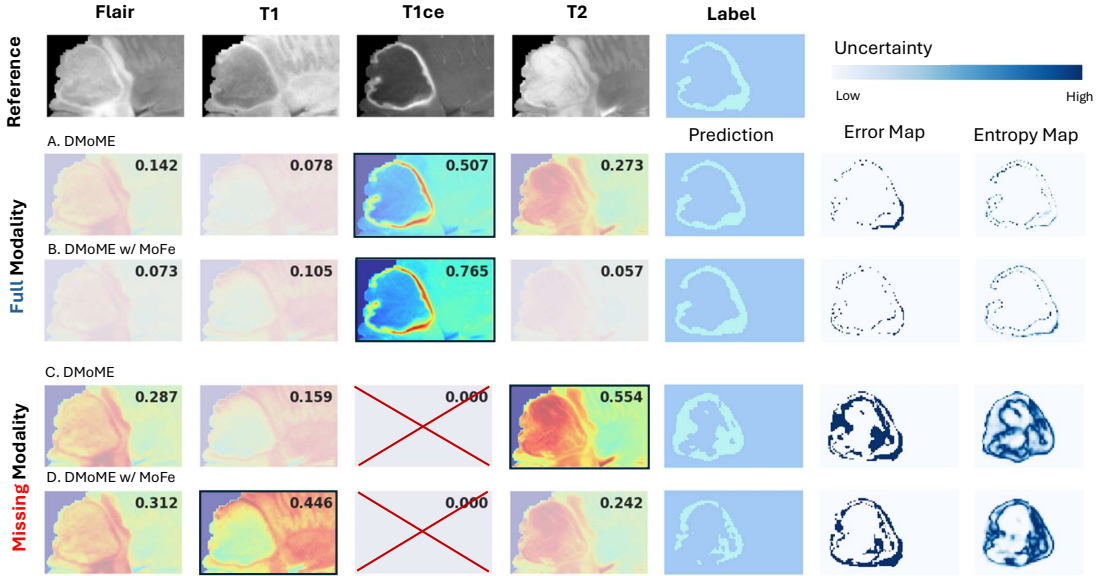 Flair T1 T1ce T2 Label
Reference
Uncertainty
Low High
Prediction Error Map Entropy Map
Full Modality
A. DMoME
0.142 0.078 0.507 0.273
B. DMoME w/ MoFe
0.073 0.105 0.765 0.057
Missing Modality
C. DMoME
0.287 0.159 0.000 0.554
D. DMoME w/ MoFe
0.312 0.446 0.000 0.242